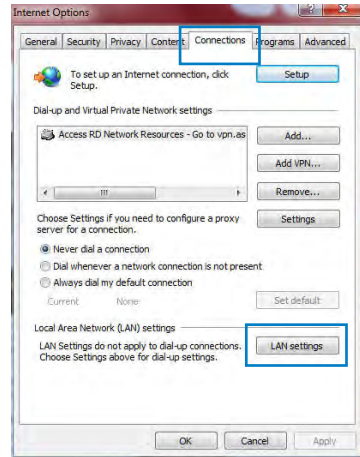 Internet Options
General Security Privacy Content Connections Programs Advanced
To set up an Internet connection, click
Setup.
Setup
Dial-up and Virtual Private Network settings
Access RD Network Resources - Go to vpn.as
Add...
Add VPN...
Remove...
Choose Settings if you need to configure a proxy
server for a connection.
Settings
Never dial a connection
Dial whenever a network connection is not present
Always dial my default connection
Current None
Set default
Local Area Network (LAN) settings
LAN Settings do not apply to dial-up connections.
Choose Settings above for dial-up settings.
LAN settings
OK Cancel Apply